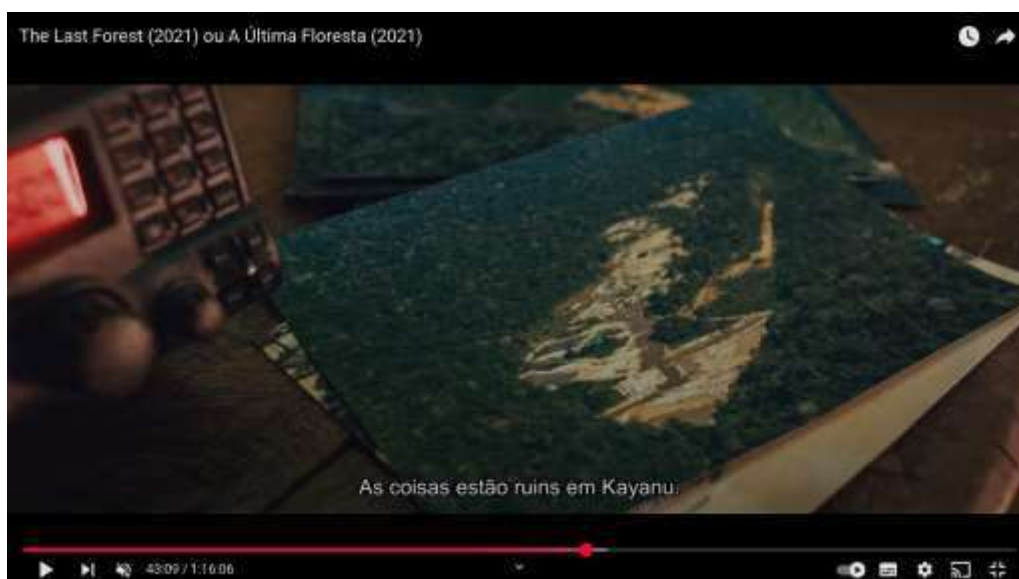 The Last Forest (2021) ou A Última Floresta (2021)
As coisas estão ruins em Kayanu.
43:09 / 1:16:06